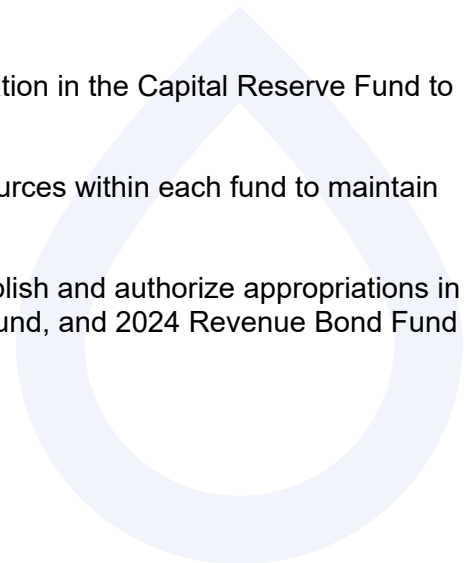 tion in the Capital Reserve Fund to
urces within each fund to maintain
lish and authorize appropriations in
und, and 2024 Revenue Bond Fund